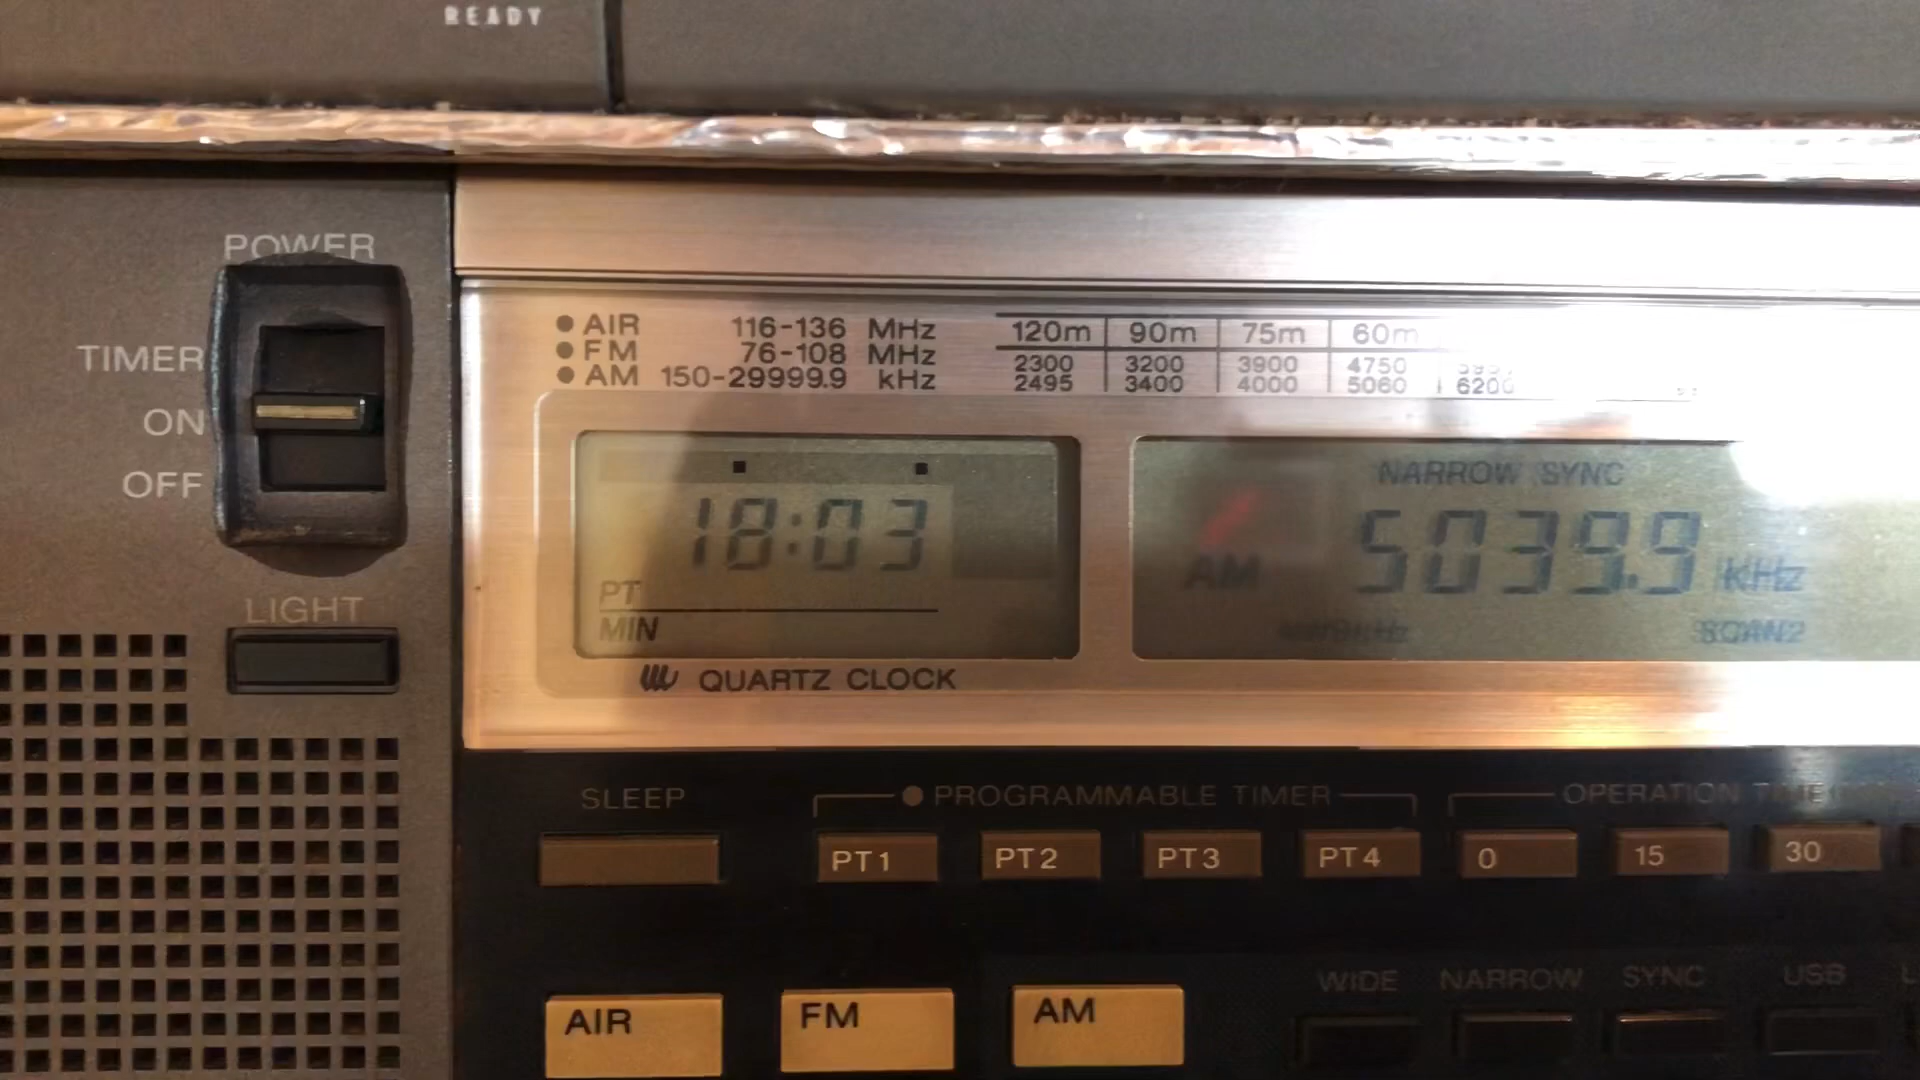 READY
POWER
TIMER
ON
OFF
LIGHT
AIR 116-136 MHz
FM 76-108 MHz
AM 150-29999.9 kHz
120m 90m 75m 60m
2300 3200 3900 4750
2495 3400 4000 5060 6200
18:03
PT
MIN
QUARTZ CLOCK
NARROW SYNC
AM 5039.9 kHz
SLEEP
PROGRAMMABLE TIMER
OPERATION TIME
PT1 PT2 PT3 PT4 0 15 30
WIDE NARROW SYNC USB
AIR FM AM